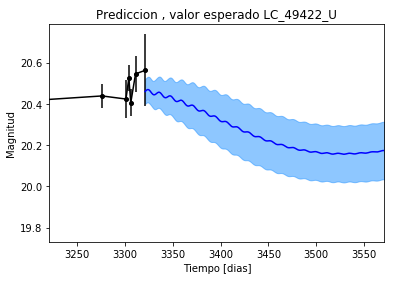 Prediccion , valor esperado LC_49422_U
Magnitud
20.6
20.4
20.2
20.0
19.8
3250 3300 3350 3400 3450 3500 3550
Tiempo [dias]